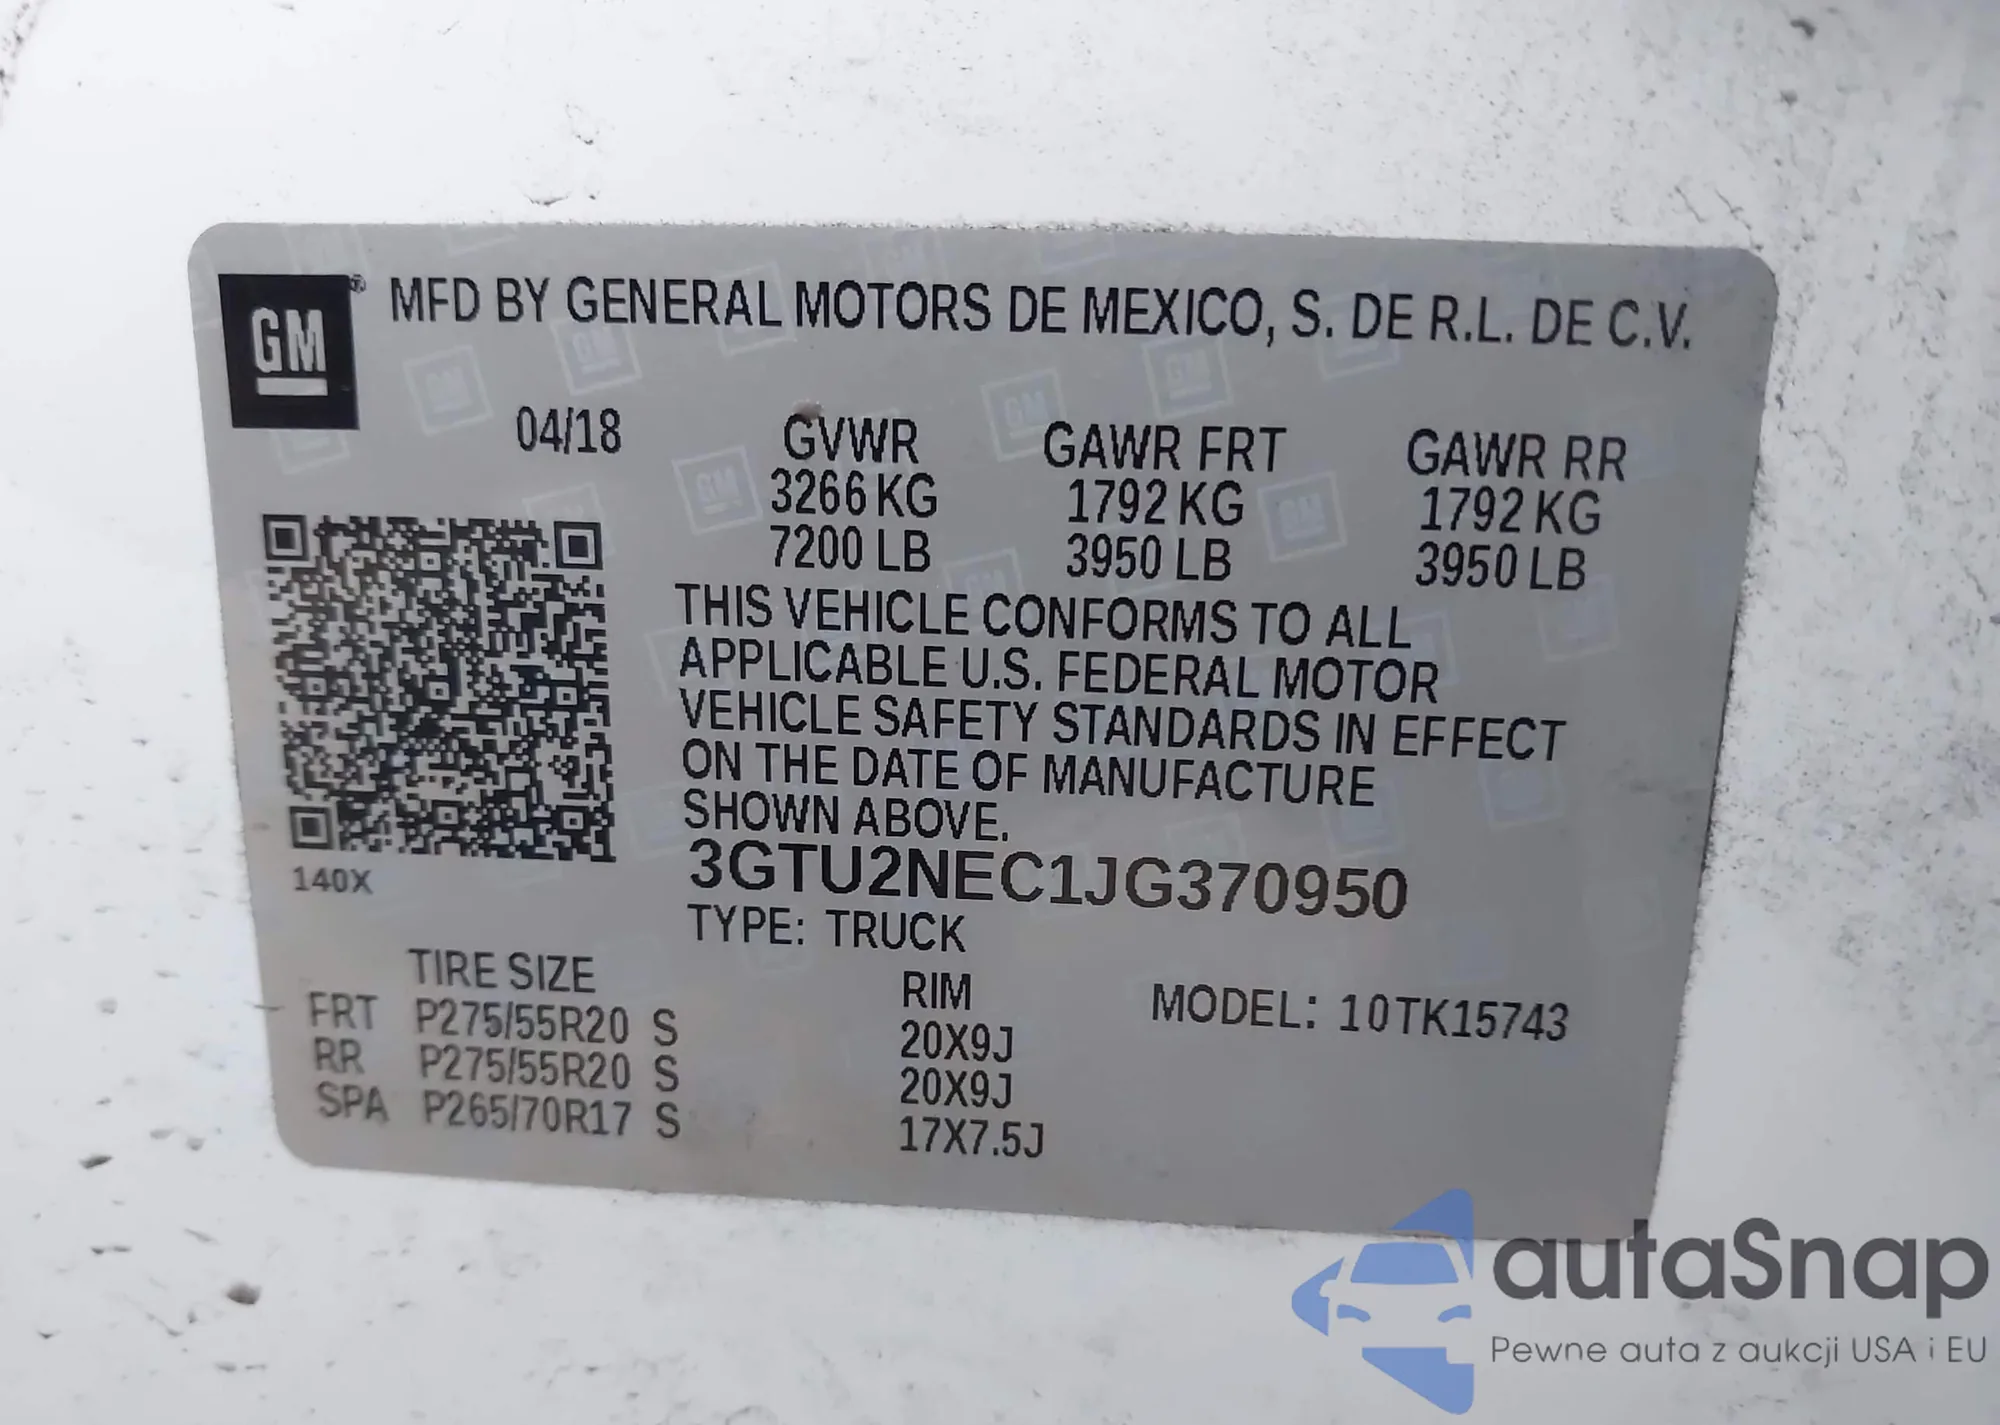 GM ® MFD BY GENERAL MOTORS DE MEXICO, S. DE R.L. DE C.V.
04/18 GVWR GAWR FRT GAWR RR
3266 KG 1792 KG 1792 KG
7200 LB 3950 LB 3950 LB
THIS VEHICLE CONFORMS TO ALL
APPLICABLE U.S. FEDERAL MOTOR
VEHICLE SAFETY STANDARDS IN EFFECT
ON THE DATE OF MANUFACTURE
SHOWN ABOVE.
140X 3GTU2NEC1JG370950
TYPE: TRUCK
TIRE SIZE RIM MODEL: 10TK15743
FRT P275/55R20 S 20X9J
RR P275/55R20 S 20X9J
SPA P265/70R17 S 17X7.5J
autaSnap
Pewne auta z aukcji USA i EU